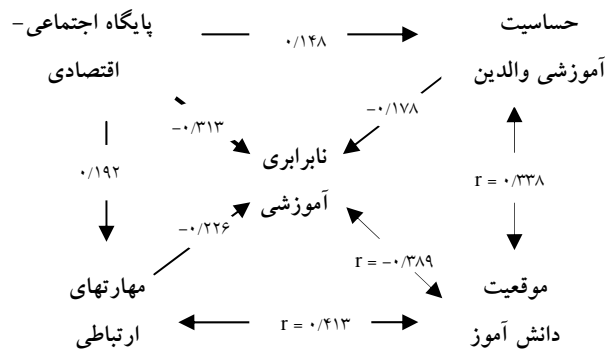 پایگاه اجتماعی–
اقتصادی
۰/۱۴۸
حساسیت
آموزشی والدین
–۰/۳۱۳
–۰/۱۷۸
۰/۱۹۲
نابرابری
آموزشی
r = ۰/۳۳۸
–۰/۲۲۶
r = –۰/۳۸۹
مهارتهای
ارتباطی
r = ۰/۴۱۳
موقعیت
دانش آموز